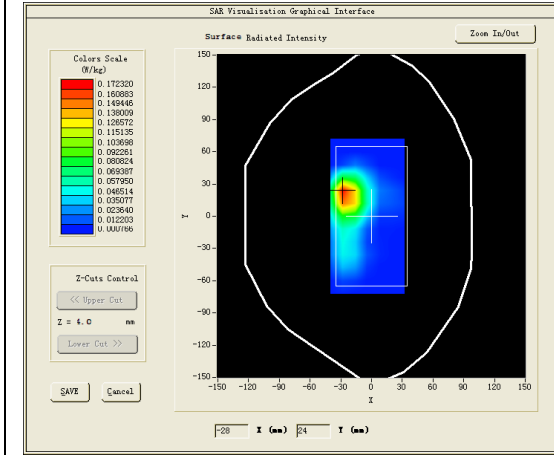 SAR Visualisation Graphical Interface
Surface Radiated Intensity
Zoom In/Out
Colors Scale
(W/kg)
0.172320
0.160883
0.149446
0.138009
0.126572
0.115135
0.103698
0.092261
0.080824
0.069387
0.057950
0.046514
0.035077
0.023640
0.012203
0.000766
150
120
90
60
30
0
-30
-60
-90
-120
-150
Y
-150 -120 -90 -60 -30 0 30 60 90 120 150
X
Z-Cuts Control
<< Upper Cut
Z = 4.0 mm
Lower Cut >>
SAVE Cancel
-28 X (mm) 24 Y (mm)